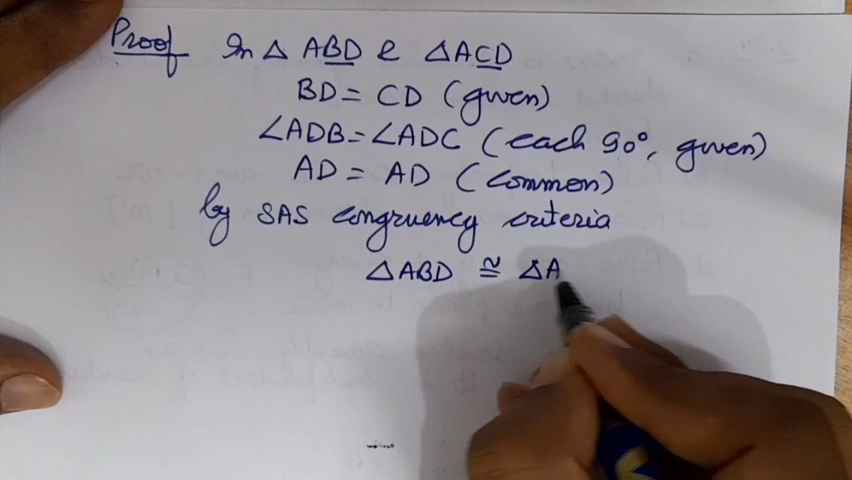 Proof In △ ABD & △ACD
BD = CD (given)
∠ADB = ∠ADC (each 90°, given)
AD = AD (common)
by SAS congruency criteria
△ABD ≅ △A